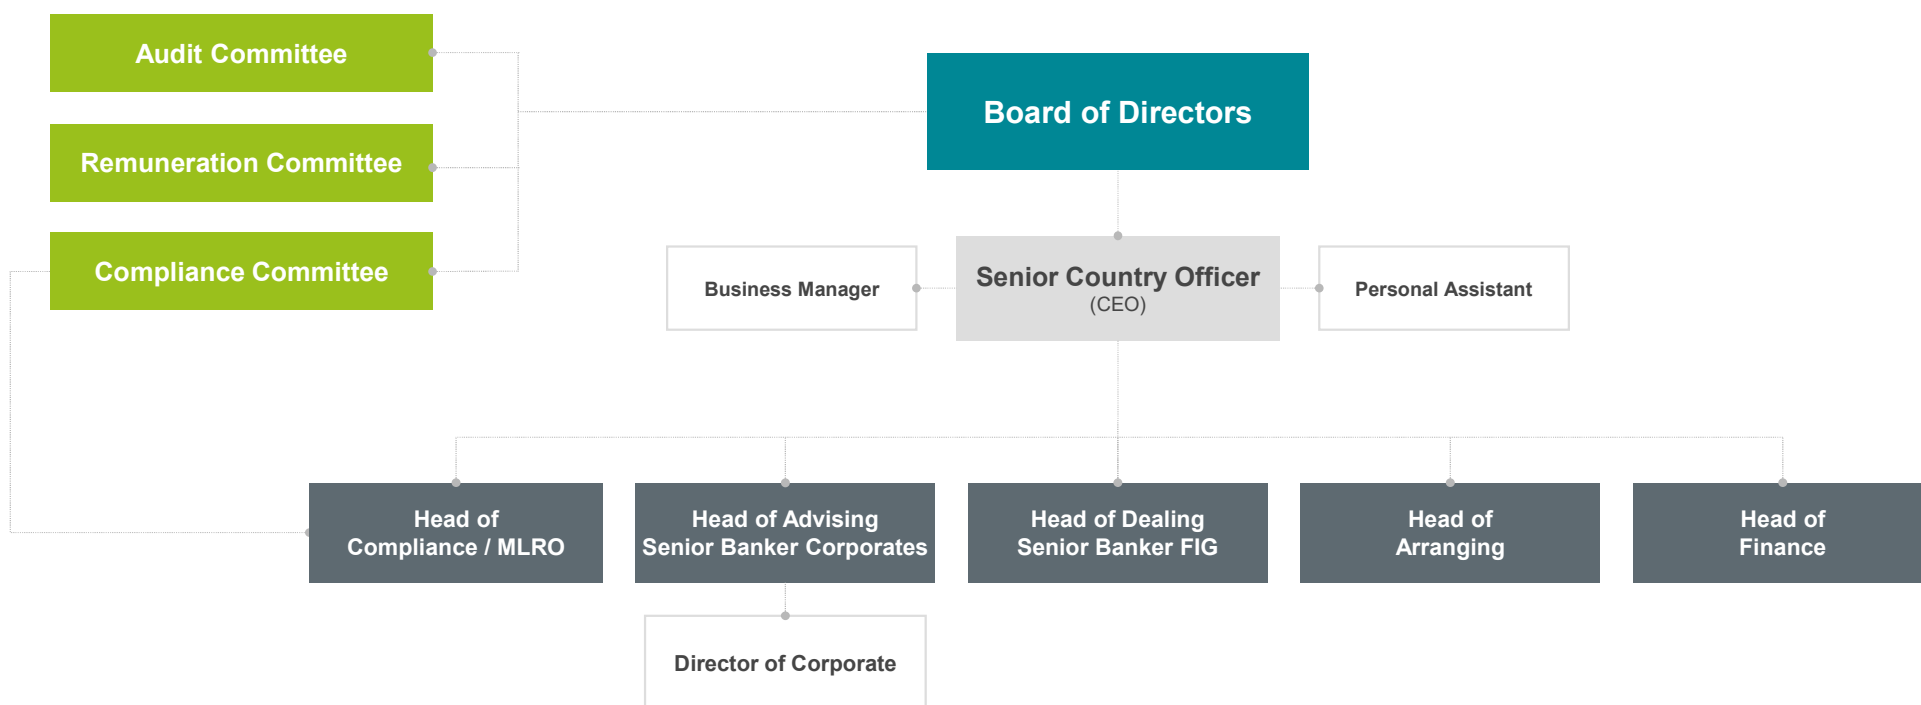 Audit Committee
Board of Directors
Remuneration Committee
Compliance Committee
Business Manager
Senior Country Officer
(CEO)
Personal Assistant
Head of
Compliance / MLRO
Head of Advising
Senior Banker Corporates
Head of Dealing
Senior Banker FIG
Head of
Arranging
Head of
Finance
Director of Corporate